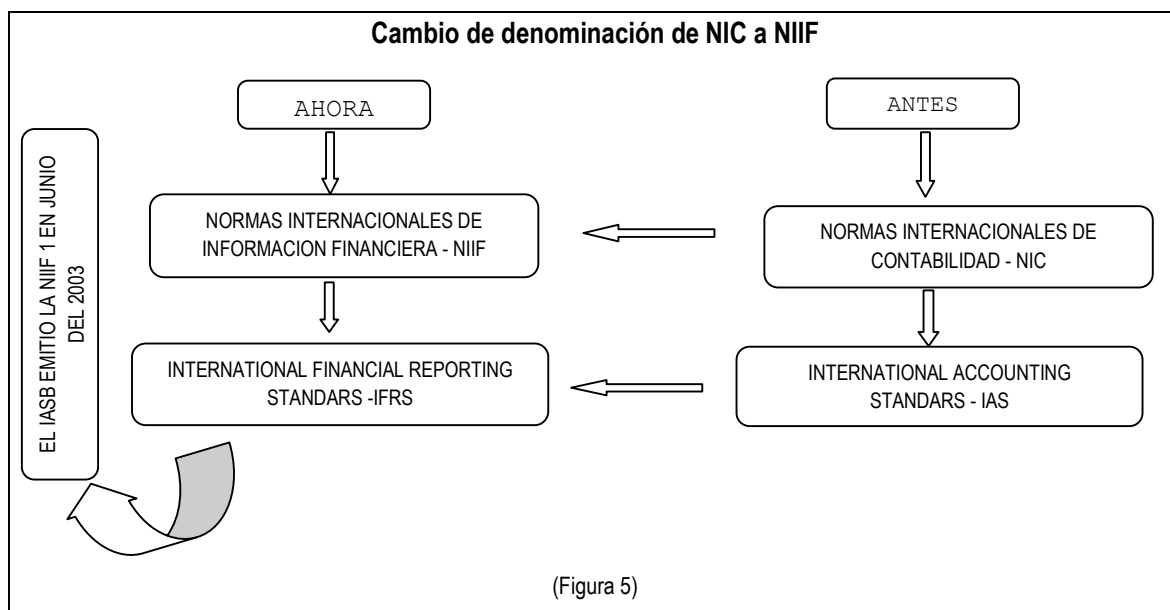 Cambio de denominación de NIC a NIIF
AHORA
ANTES
EL IASB EMITIO LA NIIF 1 EN JUNIO
DEL 2003
NORMAS INTERNACIONALES DE
INFORMACION FINANCIERA - NIIF
NORMAS INTERNACIONALES DE
CONTABILIDAD - NIC
INTERNATIONAL FINANCIAL REPORTING
STANDARS -IFRS
INTERNATIONAL ACCOUNTING
STANDARS - IAS
(Figura 5)